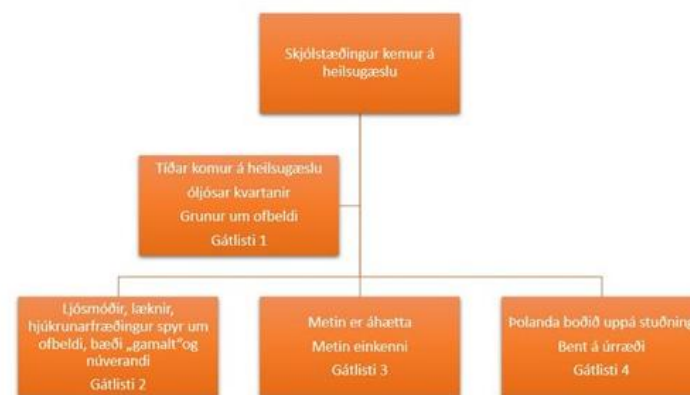 Skjólstæðingur kemur á
heilsugæslu
Tíðar komur á heilsugæslu
óljósar kvartanir
Grunur um ofbeldi
Gátlisti 1
Ljósmóðir, læknir,
hjúkrunarfræðingur spyr um
ofbeldi, bæði „gamalt“og
núverandi
Gátlisti 2
Metin er áhætta
Metin einkenni
Gátlisti 3
Þolanda boðið uppá stuðning
Bent á úrræði
Gátlisti 4